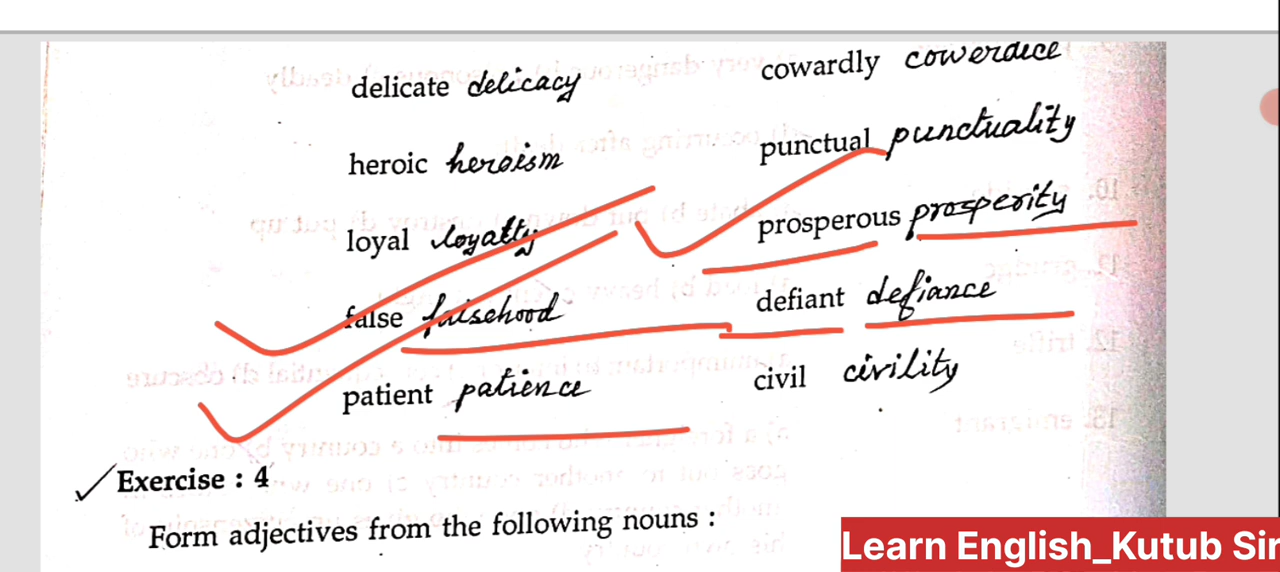 delicate delicacy cowardly cowerdice
heroic heroism punctual punctuality
loyal loyalty prosperous prosperity
false falsehood defiant defiance
patient patience civil civility
Exercise : 4
Form adjectives from the following nouns :
Learn English_Kutub Sir